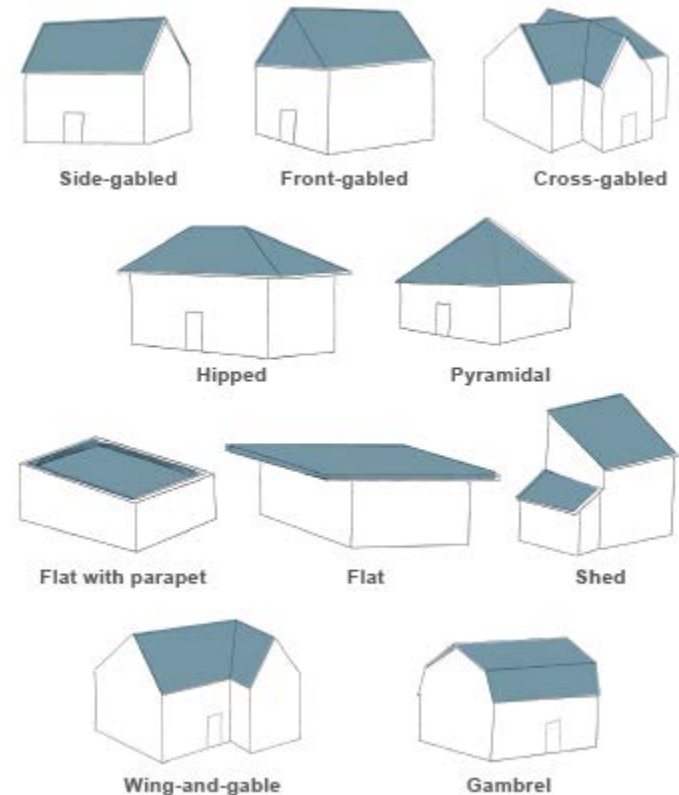 Side-gabled
Front-gabled
Cross-gabled
Hipped
Pyramidal
Flat with parapet
Flat
Shed
Wing-and-gable
Gambrel